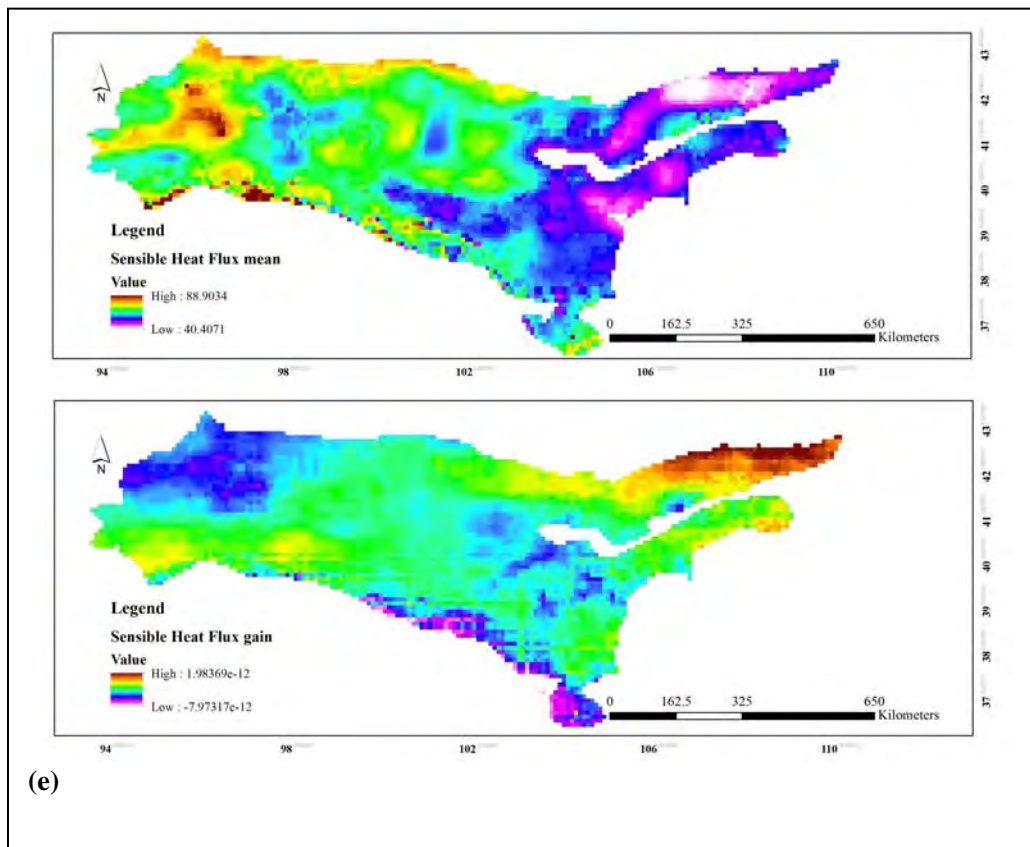 N
43
42
41
40
39
38
37
Legend
Sensible Heat Flux mean
Value
High : 88.9034
Low : 40.4071
0 162.5 325 650
Kilometers
94 98 102 106 110
N
43
42
41
40
39
38
37
Legend
Sensible Heat Flux gain
Value
High : 1.98369e-12
Low : -7.97317e-12
0 162.5 325 650
Kilometers
94 98 102 106 110
(e)